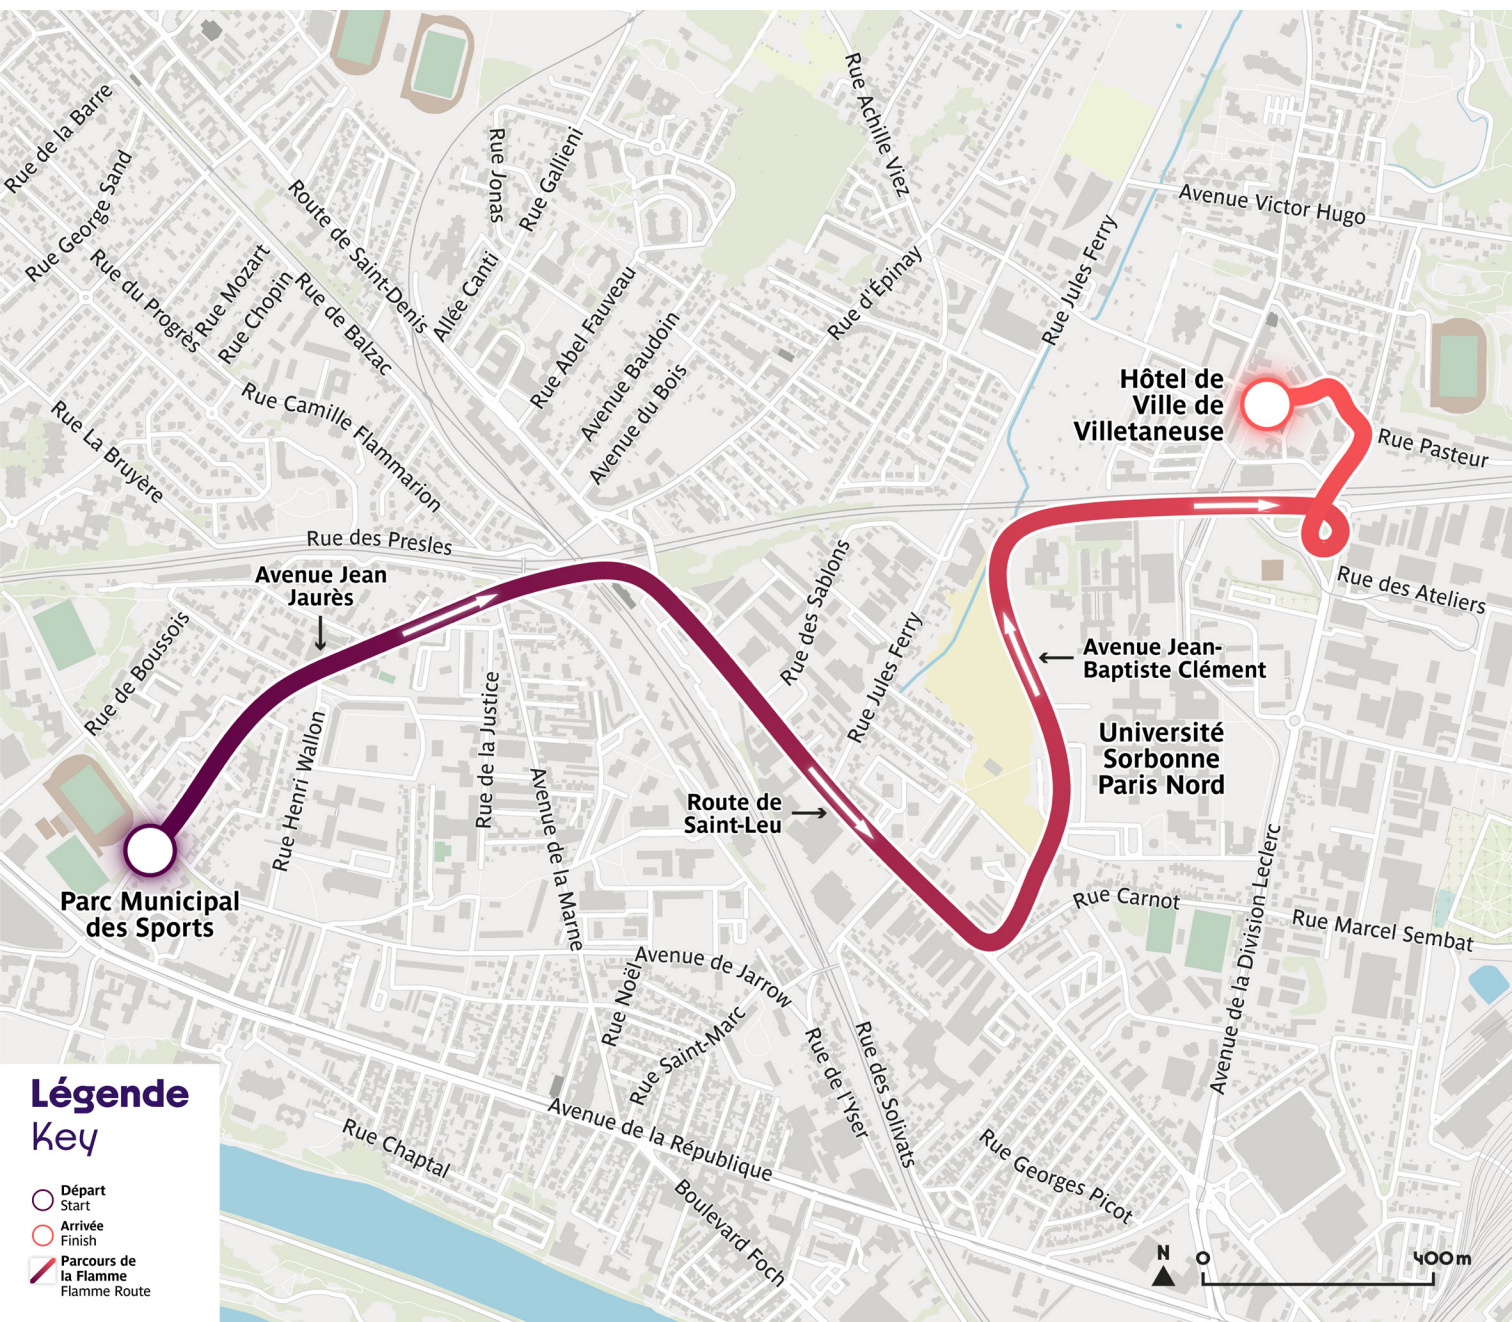 Rue de la Barre
Rue George Sand
Rue du Progrès
Rue Mozart
Rue Chopin
Route de Saint-Denis
Rue de Balzac
Rue Jonas
Rue Gallieni
Allée Canti
Rue Abel Fauveau
Avenue Baudoin
Avenue du Bois
Rue Achille Viez
Rue d'Épinay
Rue Jules Ferry
Avenue Victor Hugo
Hôtel de
Ville de
Villetaneuse
Rue Pasteur
Rue La Bruyère
Rue Camille Flammarion
Rue des Presles
Avenue Jean
Jaurès
Rue de Boussois
Rue Henri Wallon
Rue de la Justice
Avenue de la Marne
Rue des Sablons
Rue Jules Ferry
Rue des Ateliers
Avenue Jean-
Baptiste Clément
Université
Sorbonne
Paris Nord
Route de
Saint-Leu
Parc Municipal
des Sports
Rue Carnot
Rue Marcel Sembat
Avenue de la Division Leclerc
Avenue de Jarrow
Rue Noël
Rue Saint-Marc
Rue de l'Yser
Rue des Solivats
Avenue de la République
Rue Chaptal
Boulevard Foch
Rue Georges Picot
Légende
Key
Départ
Start
Arrivée
Finish
Parcours de
la Flamme
Flamme Route
N
0 400m